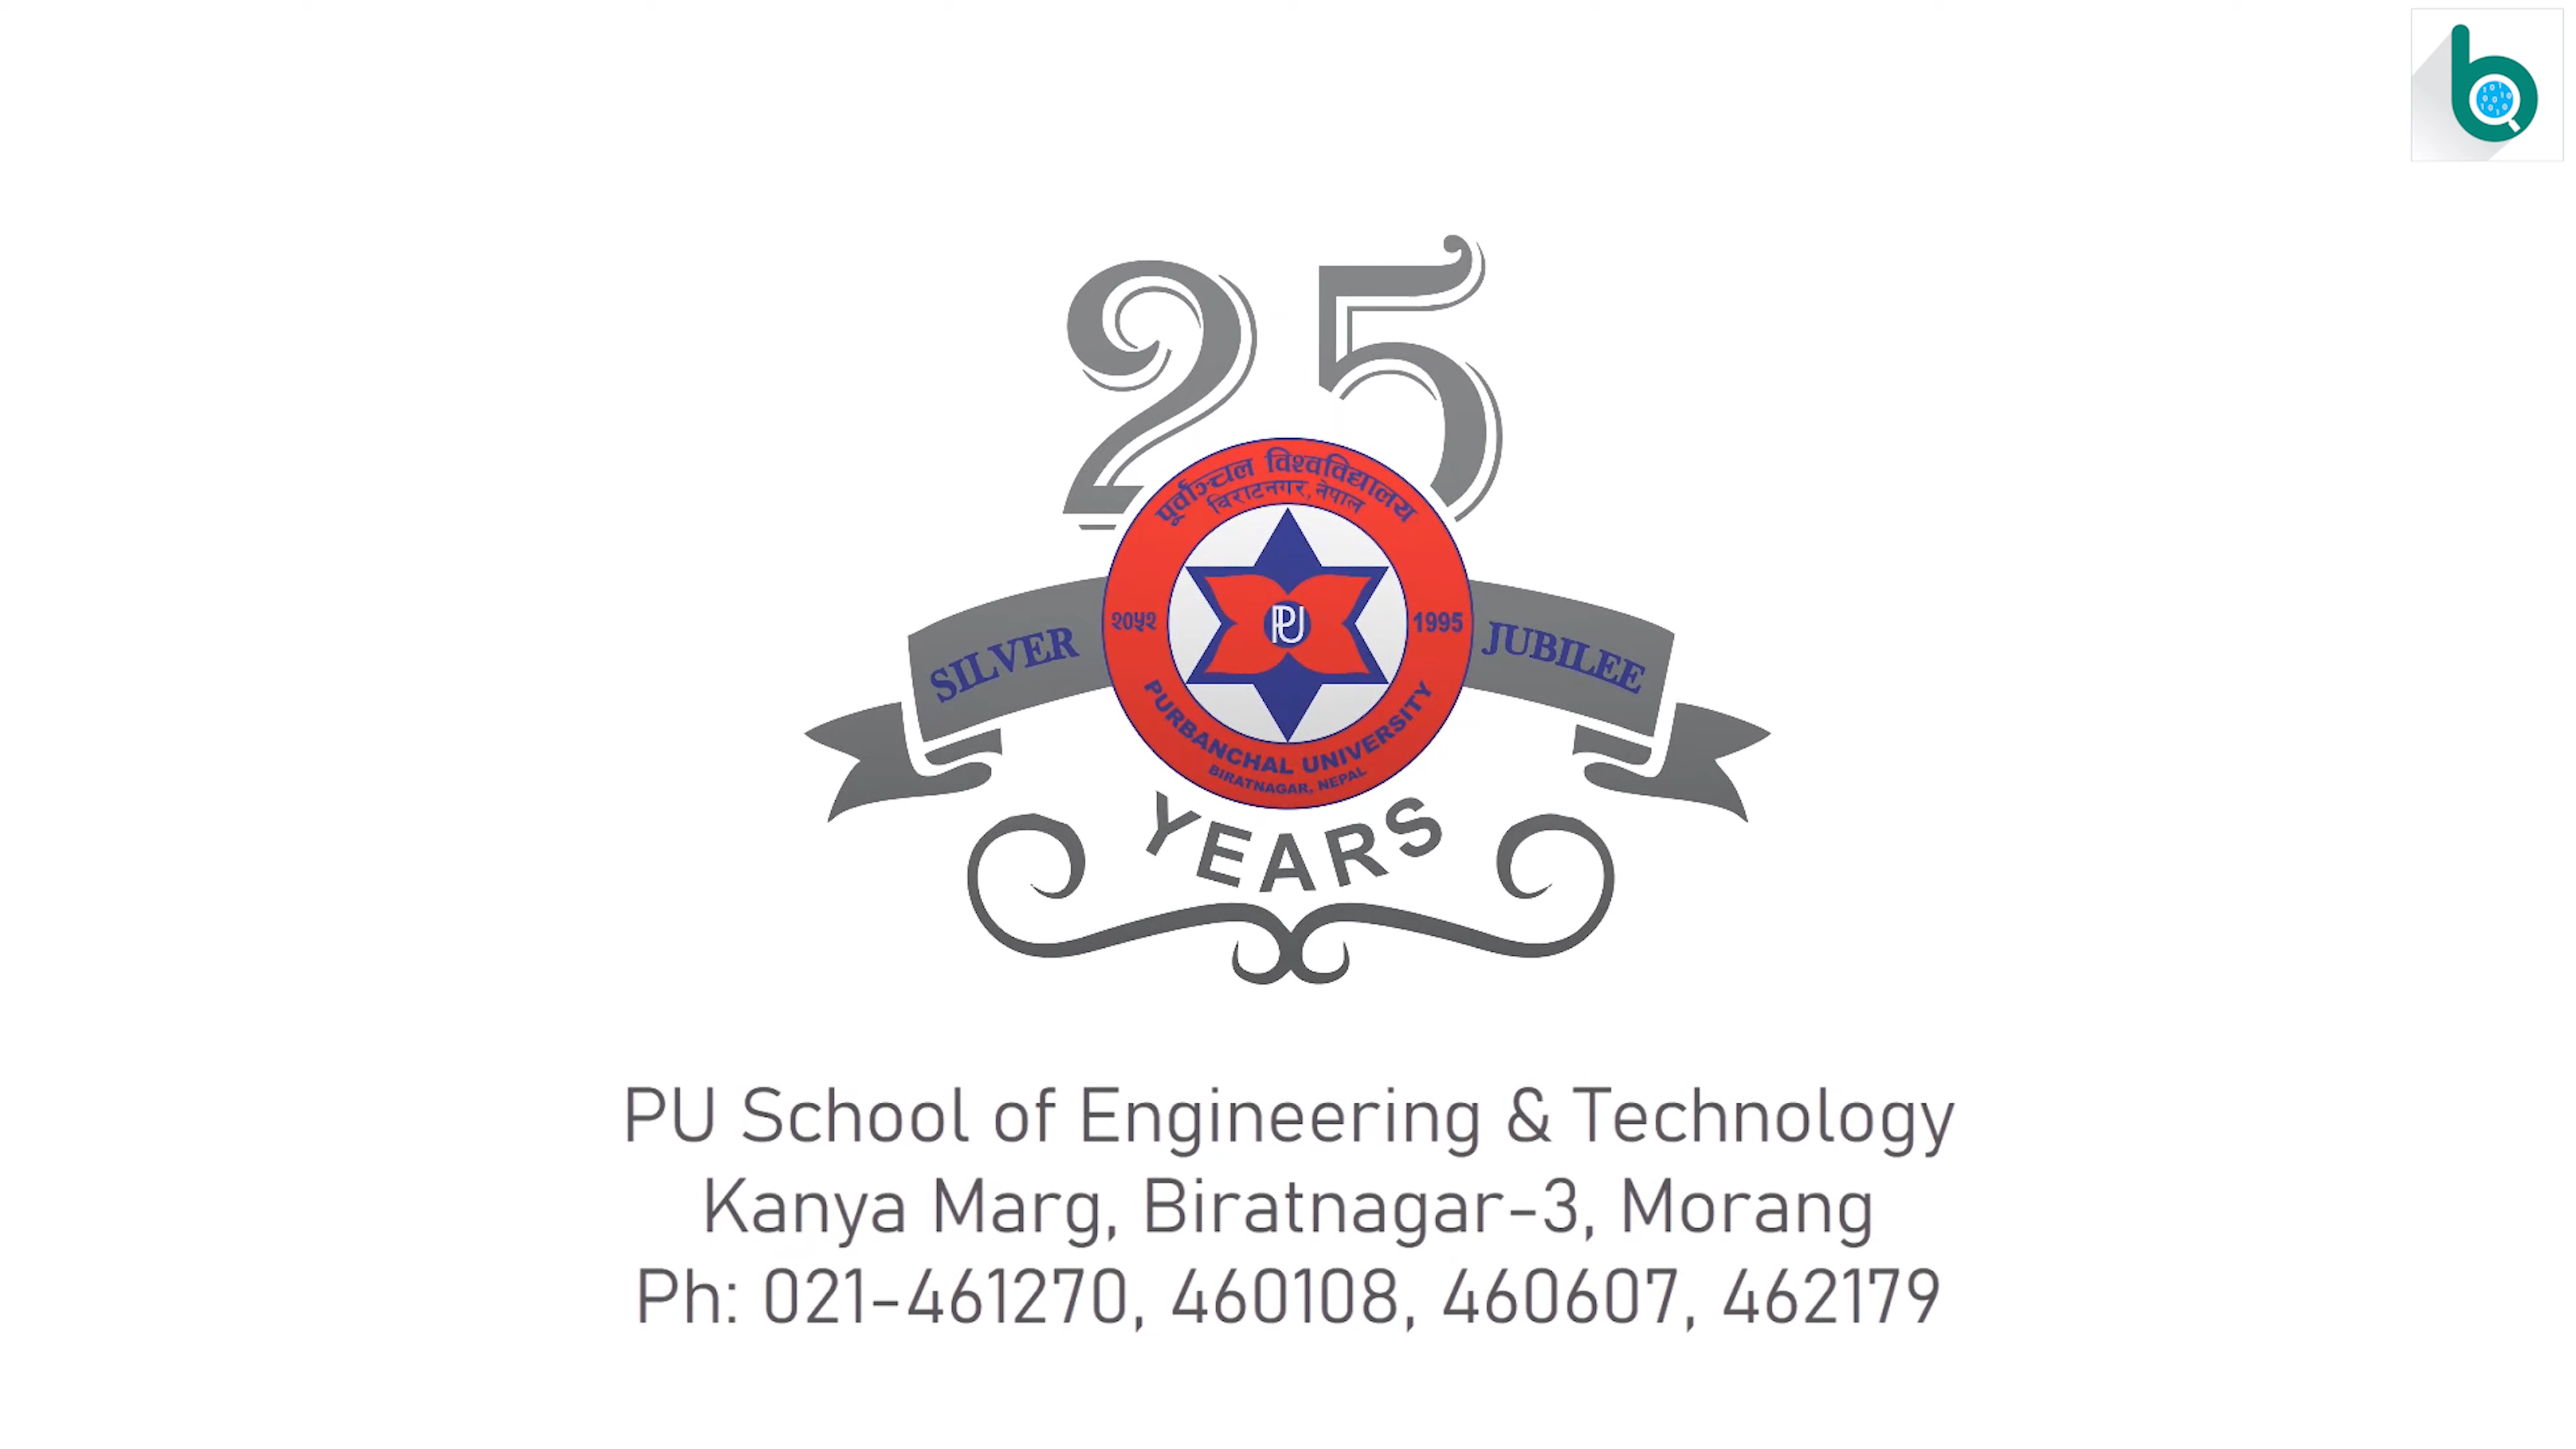 25
पूर्वाञ्चल विश्वविद्यालय
विराटनगर, नेपाल
SILVER
२०५२
PU
1995
JUBILEE
PURBANCHAL UNIVERSITY
BIRATNAGAR, NEPAL
YEARS
PU School of Engineering & Technology
Kanya Marg, Biratnagar-3, Morang
Ph: 021-461270, 460108, 460607, 462179